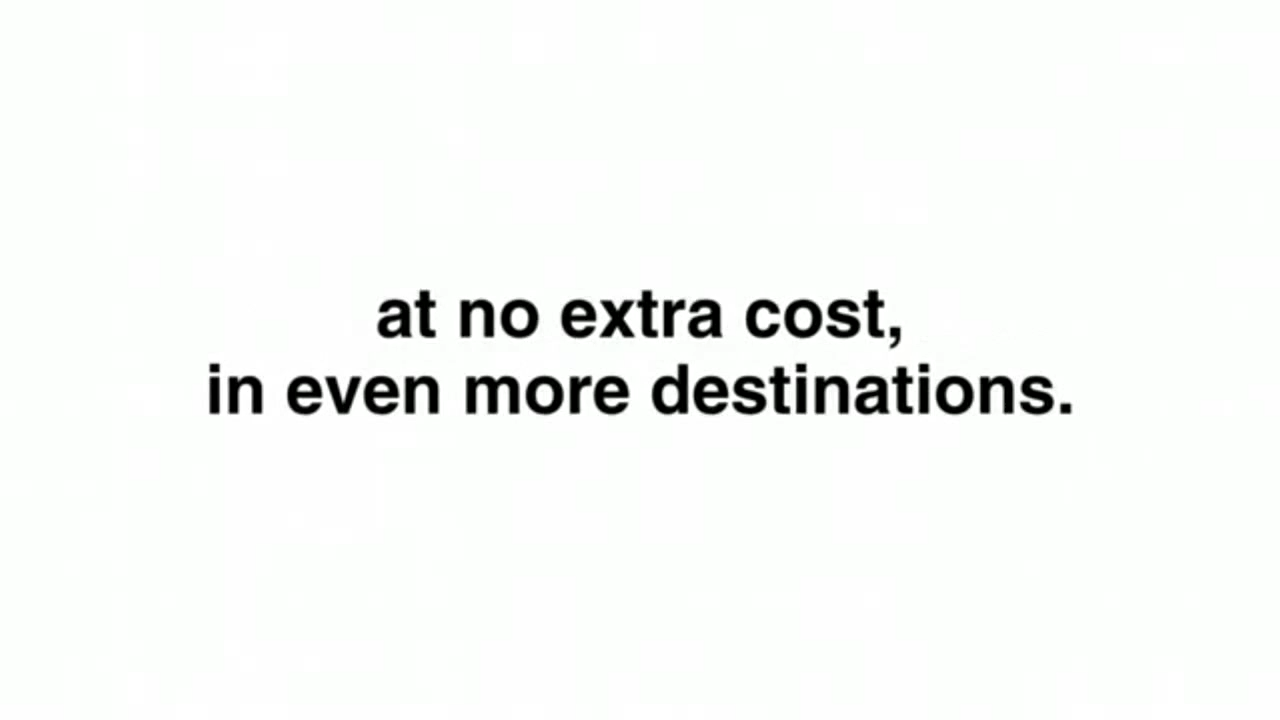 at no extra cost,
in even more destinations.